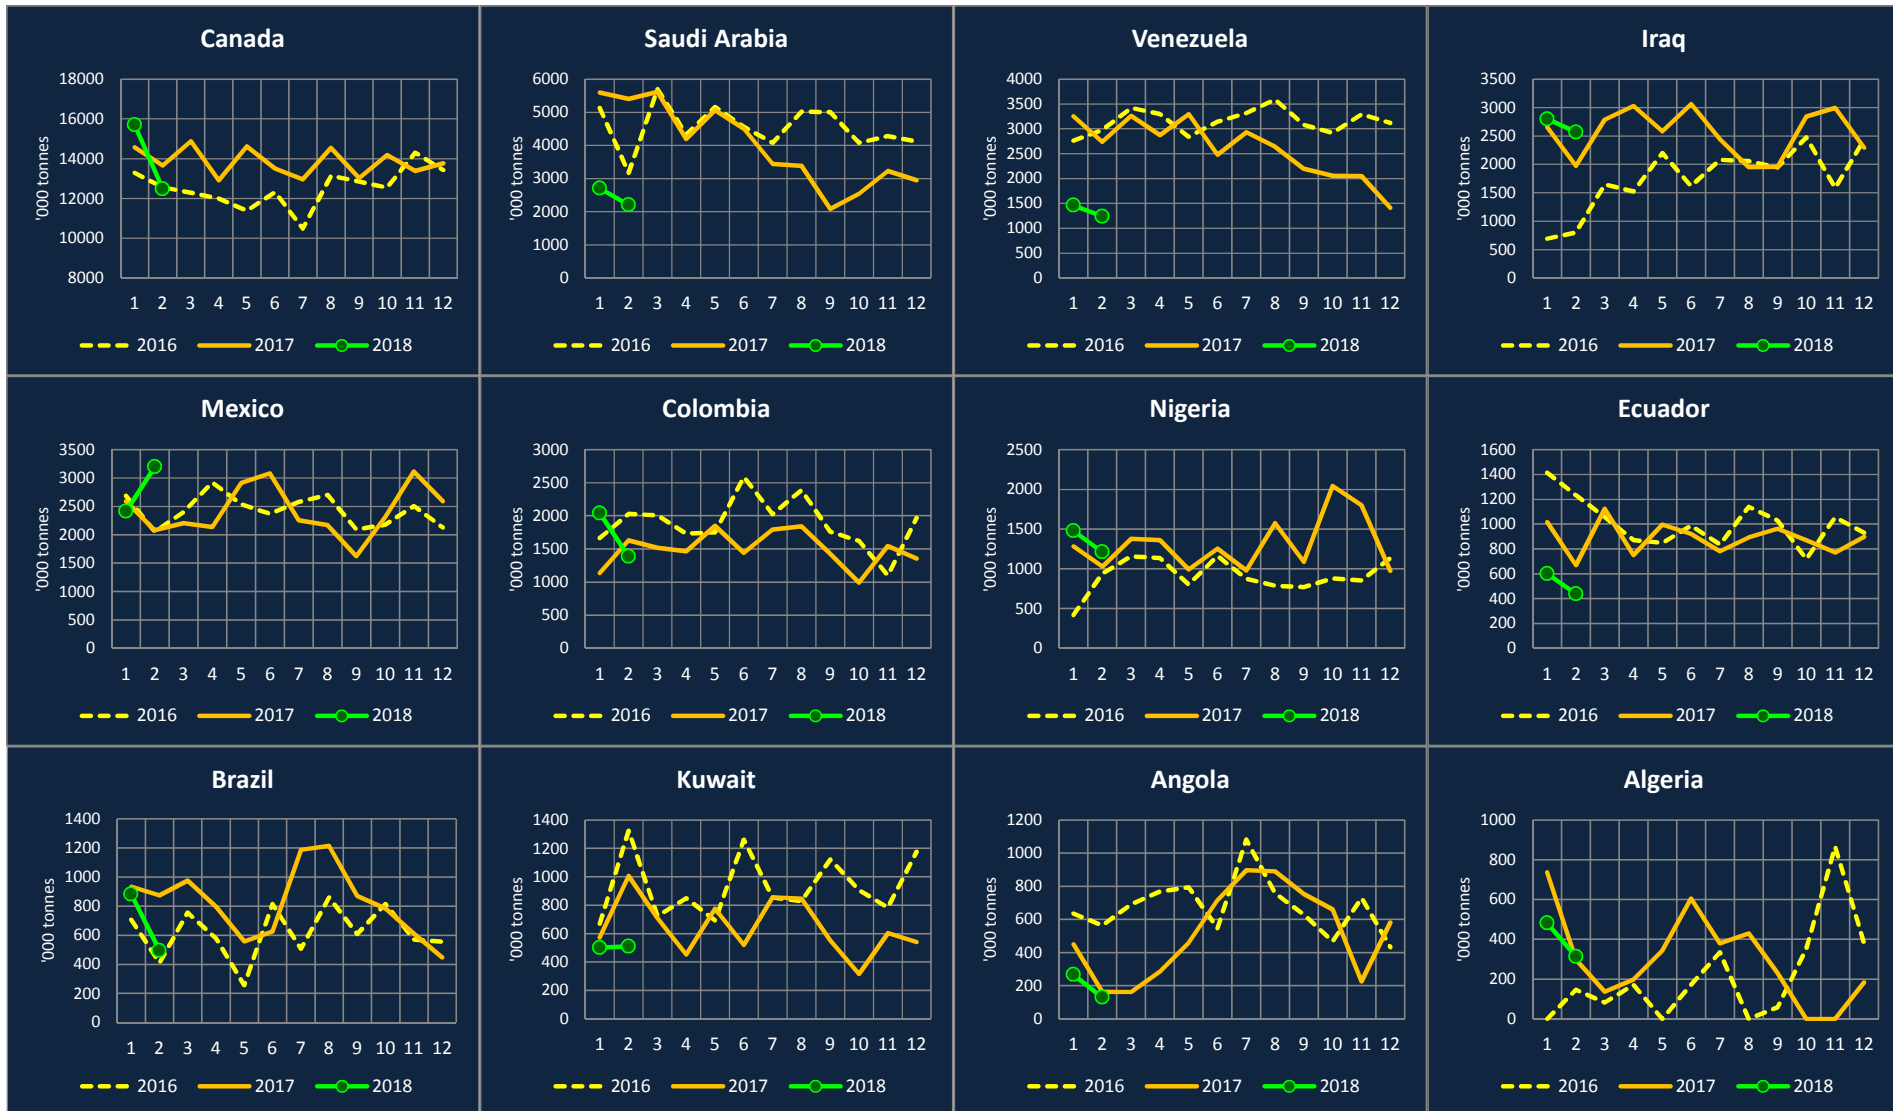 Canada
'000 tonnes
18000
16000
14000
12000
10000
8000
1 2 3 4 5 6 7 8 9 10 11 12
2016 2017 2018
Saudi Arabia
'000 tonnes
6000
5000
4000
3000
2000
1000
0
1 2 3 4 5 6 7 8 9 10 11 12
2016 2017 2018
Venezuela
'000 tonnes
4000
3500
3000
2500
2000
1500
1000
500
0
1 2 3 4 5 6 7 8 9 10 11 12
2016 2017 2018
Iraq
'000 tonnes
3500
3000
2500
2000
1500
1000
500
0
1 2 3 4 5 6 7 8 9 10 11 12
2016 2017 2018
Mexico
'000 tonnes
3500
3000
2500
2000
1500
1000
500
0
1 2 3 4 5 6 7 8 9 10 11 12
2016 2017 2018
Colombia
'000 tonnes
3000
2500
2000
1500
1000
500
0
1 2 3 4 5 6 7 8 9 10 11 12
2016 2017 2018
Nigeria
'000 tonnes
2500
2000
1500
1000
500
0
1 2 3 4 5 6 7 8 9 10 11 12
2016 2017 2018
Ecuador
'000 tonnes
1600
1400
1200
1000
800
600
400
200
0
1 2 3 4 5 6 7 8 9 10 11 12
2016 2017 2018
Brazil
'000 tonnes
1400
1200
1000
800
600
400
200
0
1 2 3 4 5 6 7 8 9 10 11 12
2016 2017 2018
Kuwait
'000 tonnes
1400
1200
1000
800
600
400
200
0
1 2 3 4 5 6 7 8 9 10 11 12
2016 2017 2018
Angola
'000 tonnes
1200
1000
800
600
400
200
0
1 2 3 4 5 6 7 8 9 10 11 12
2016 2017 2018
Algeria
'000 tonnes
1000
800
600
400
200
0
1 2 3 4 5 6 7 8 9 10 11 12
2016 2017 2018